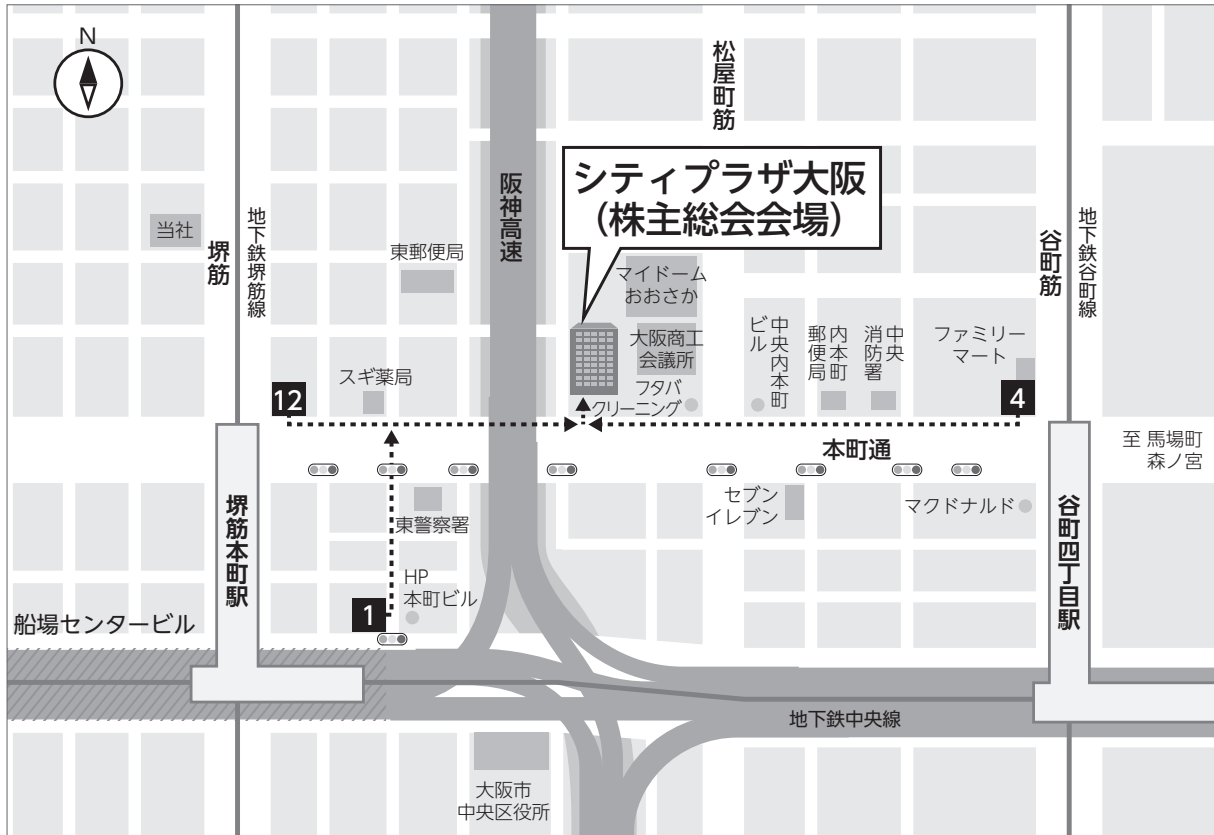 N
松屋町筋
シティプラザ大阪
(株主総会会場)
阪神高速
当社
堺筋
地下鉄堺筋線
東郵便局
マイドーム
おおさか
大阪商工
会議所
フタバ
クリーニング
中央内本町
ビル
内本町
郵便局
中央
消防署
ファミリー
マート
谷町筋
地下鉄谷町線
スギ薬局
12
4
本町通
至 馬場町
森ノ宮
堺筋本町駅
東警察署
セブン
イレブン
マクドナルド
谷町四丁目駅
HP
本町ビル
1
船場センタービル
地下鉄中央線
大阪市
中央区役所